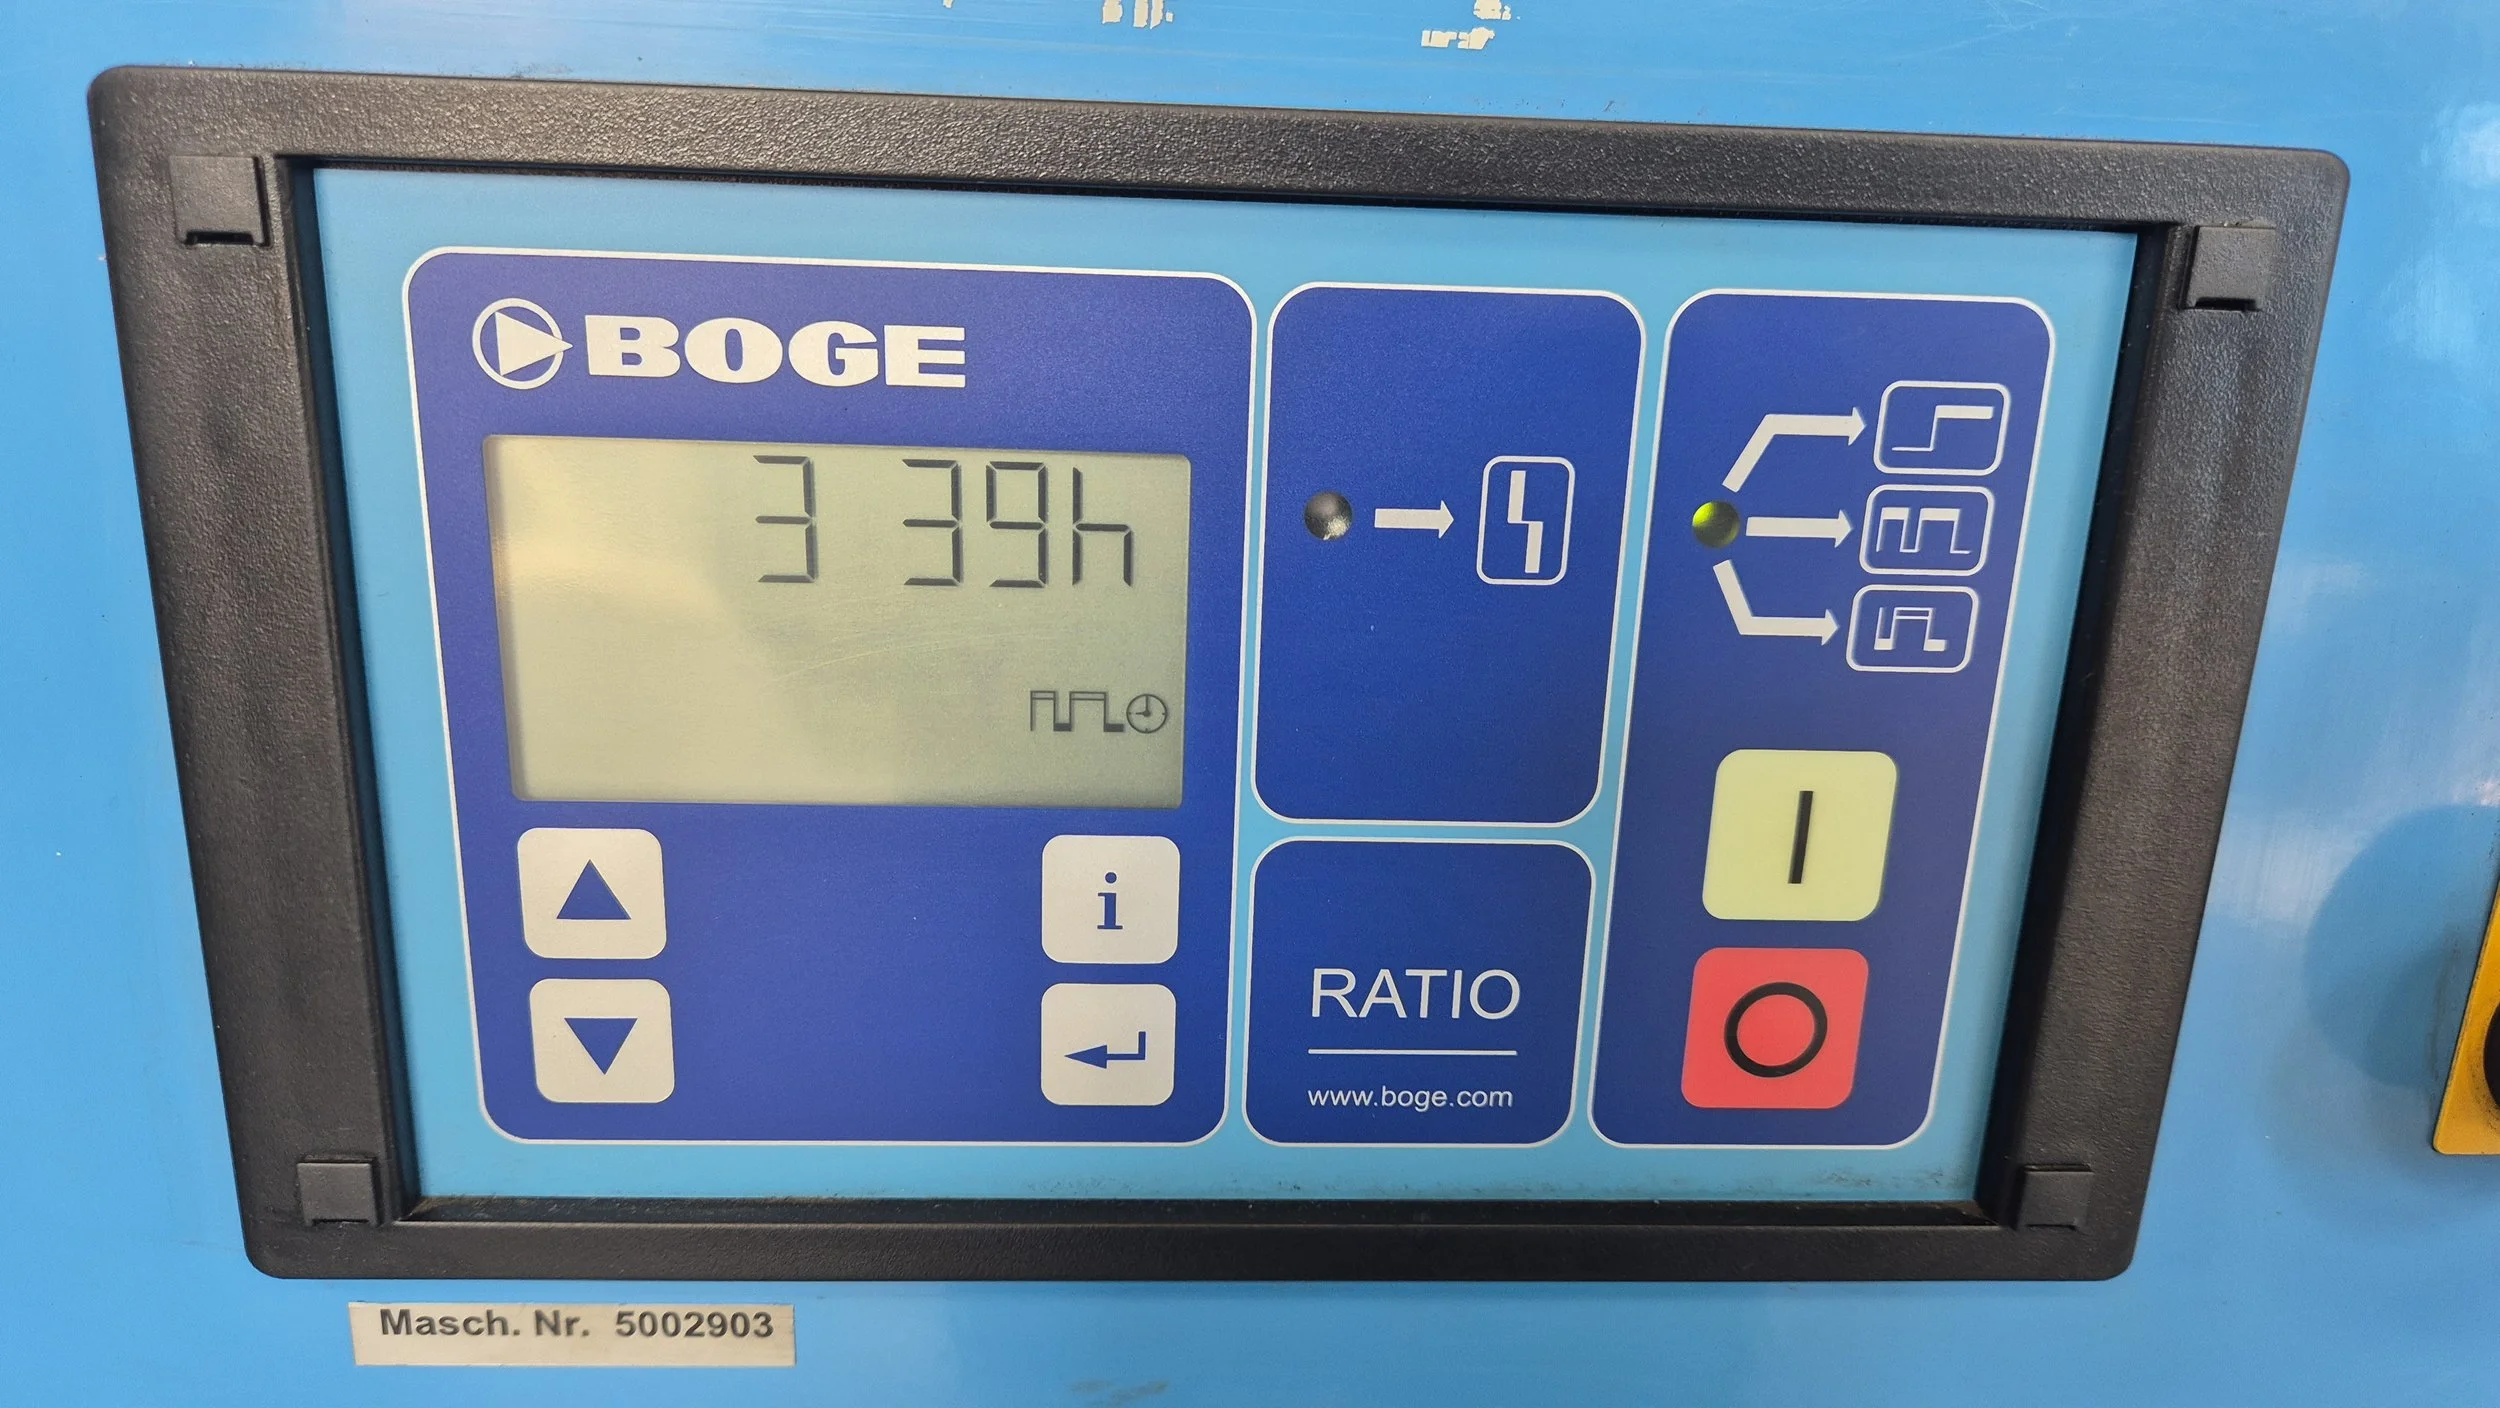 BOGE
3 39h
i
I
O
RATIO
www.boge.com
Masch. Nr. 5002903